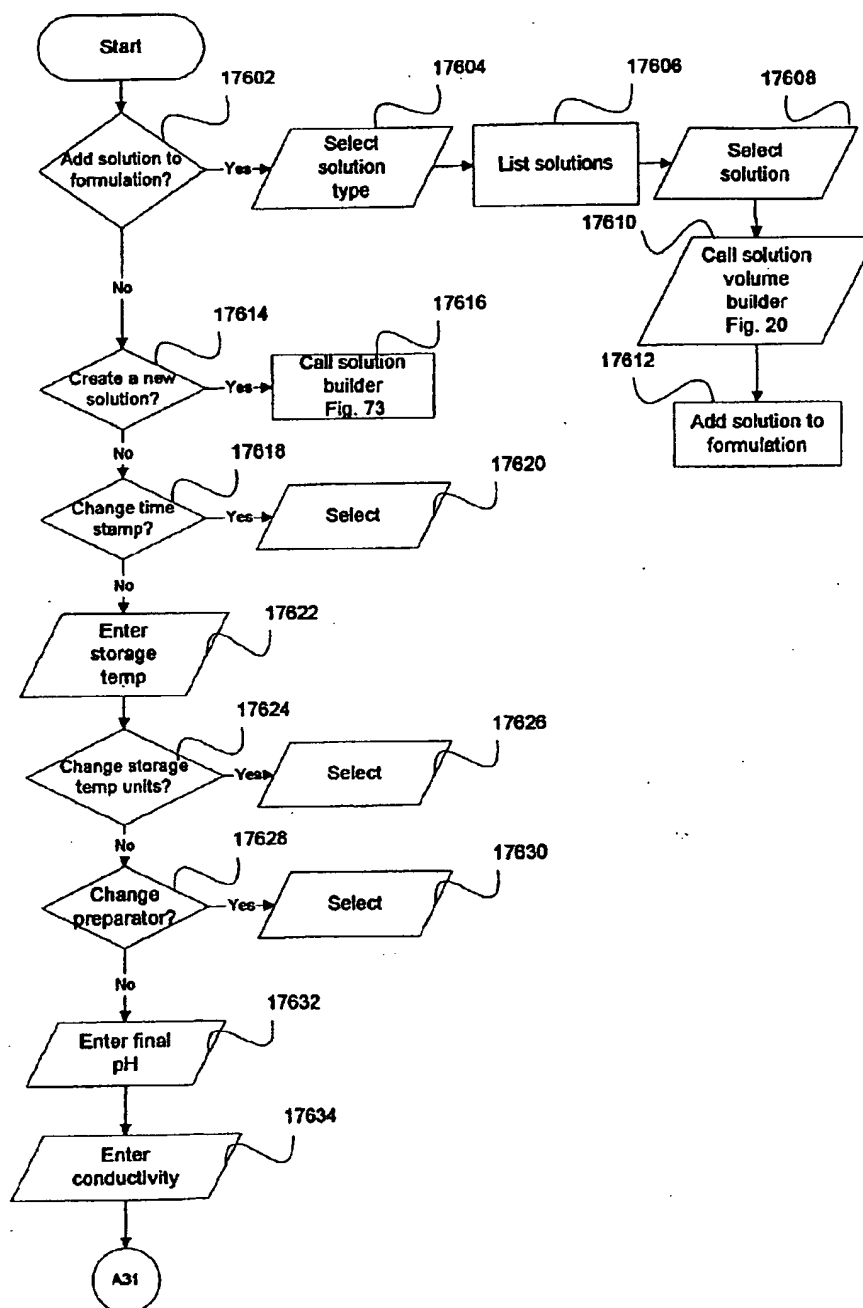 Start
17602
17604
17606
17608
Add solution to
formulation?
Yes
Select
solution
type
List solutions
Select
solution
17610
Call solution
volume
builder
Fig. 20
No
17614
17616
17612
Create a new
solution?
Yes
Call solution
builder
Fig. 73
Add solution to
formulation
No
17618
17620
Change time
stamp?
Yes
Select
No
17622
Enter
storage
temp
17624
17626
Change storage
temp units?
Yes
Select
No
17628
17630
Change
preparator?
Yes
Select
No
17632
Enter final
pH
17634
Enter
conductivity
A31